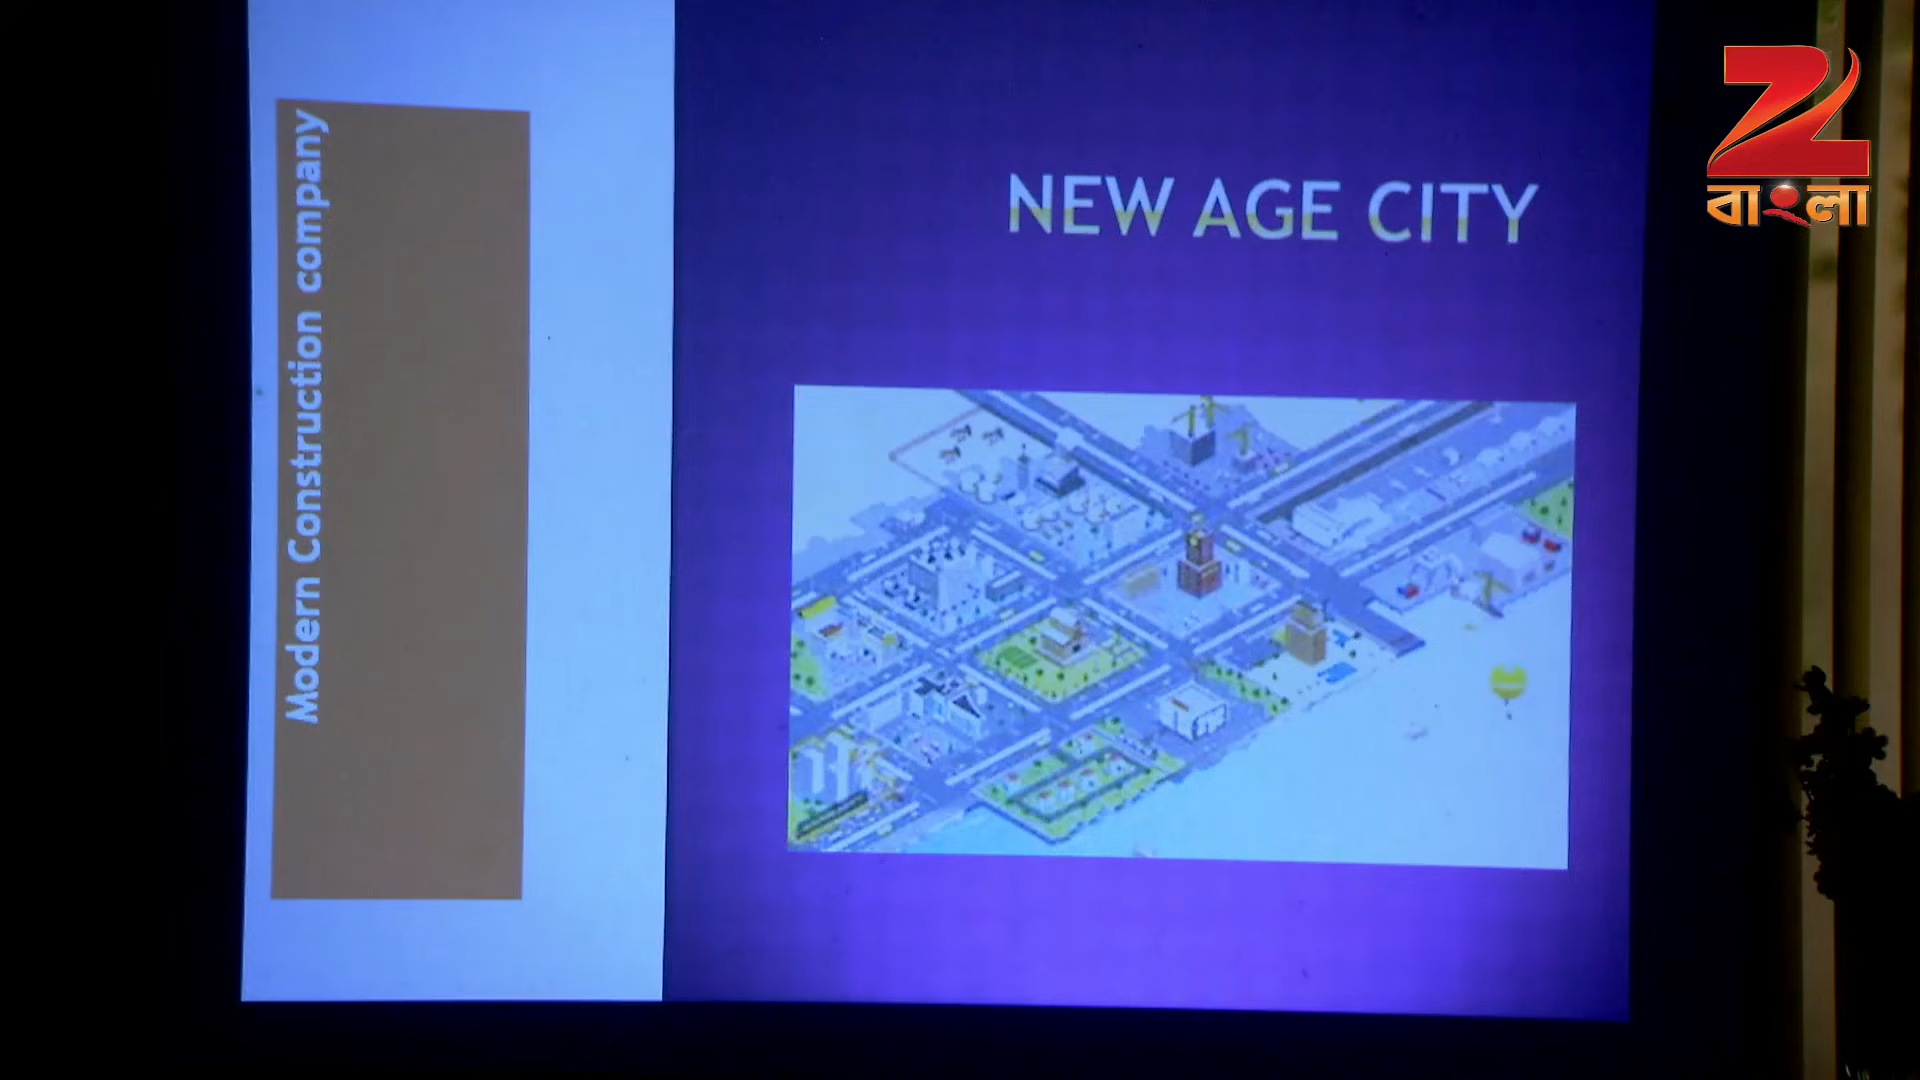 Modern Construction company
NEW AGE CITY
Z
বাংলা